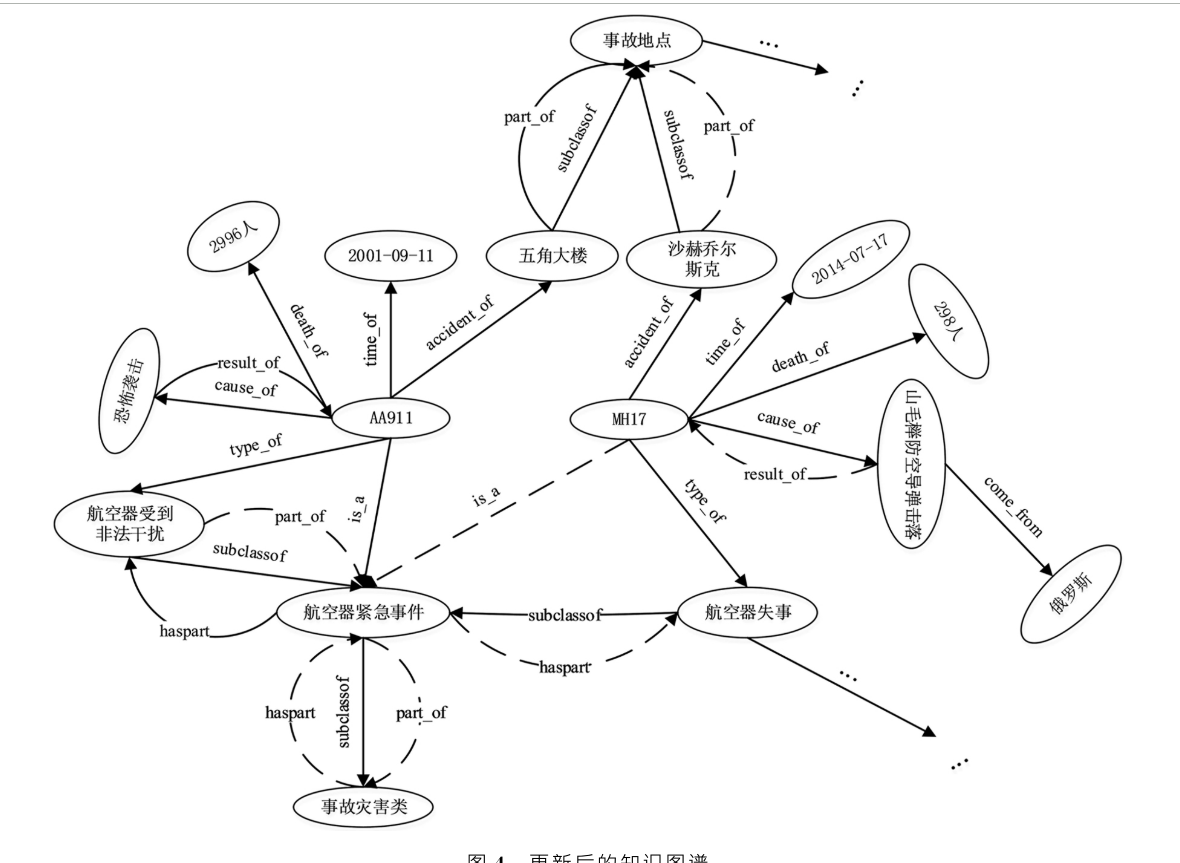 事故地点
...
...
part_of
subclassof
subclassof
part_of
2996人
2001-09-11
五角大楼
沙赫乔尔
斯克
2014-07-17
298人
death_of
time_of
accident_of
accident_of
time_of
death_of
恐怖袭击
result_of
cause_of
AA911
MH17
cause_of
result_of
山毛榉防空导弹击落
type_of
is_a
is_a
type_of
come_from
航空器受到
非法干扰
part_of
subclassof
俄罗斯
haspart
航空器紧急事件
subclassof
航空器失事
haspart
...
...
haspart
subclassof
part_of
事故灾害类
图 4 更新后的知识图谱